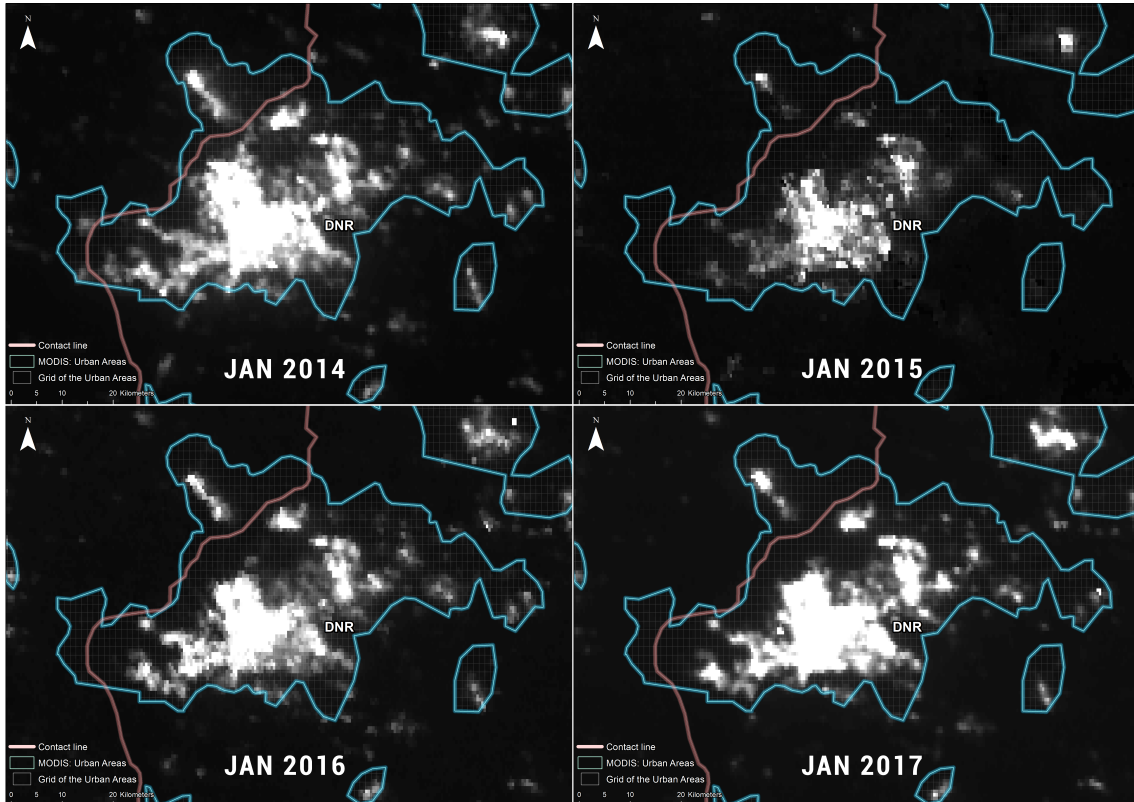 N
DNR
Contact line
MODIS: Urban Areas
Grid of the Urban Areas
0 5 10 20 Kilometers
JAN 2014
N
DNR
Contact line
MODIS: Urban Areas
Grid of the Urban Areas
0 5 10 20 Kilometers
JAN 2015
N
DNR
Contact line
MODIS: Urban Areas
Grid of the Urban Areas
0 5 10 20 Kilometers
JAN 2016
N
DNR
Contact line
MODIS: Urban Areas
Grid of the Urban Areas
0 5 10 20 Kilometers
JAN 2017